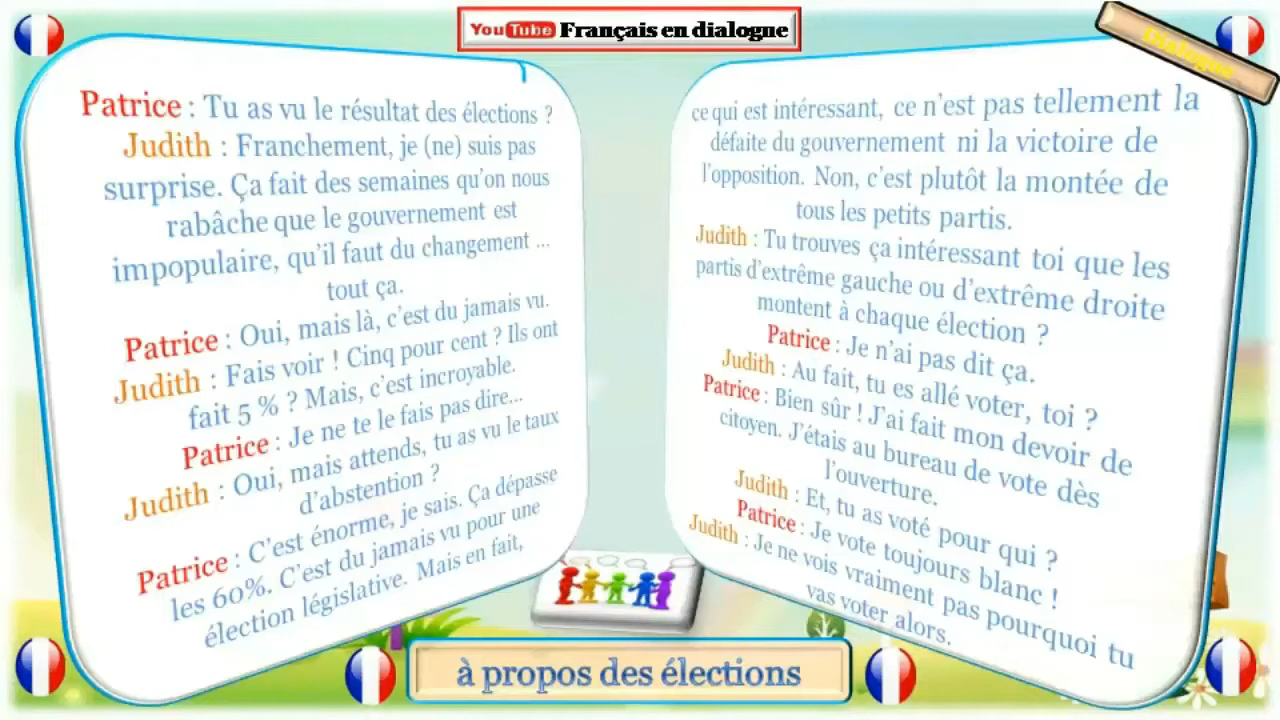 YouTube Français en dialogue
Dialogue
Patrice : Tu as vu le résultat des élections ?
Judith : Franchement, je (ne) suis pas
surprise. Ça fait des semaines qu'on nous
rabâche que le gouvernement est
impopulaire, qu'il faut du changement ...
tout ça.
Patrice : Oui, mais là, c'est du jamais vu.
Judith : Fais voir ! Cinq pour cent ? Ils ont
fait 5 % ? Mais, c'est incroyable.
Patrice : Je ne te le fais pas dire...
Judith : Oui, mais attends, tu as vu le taux
d'abstention ?
Patrice : C'est énorme, je sais. Ça dépasse
les 60%. C'est du jamais vu pour une
élection législative. Mais en fait,
ce qui est intéressant, ce n'est pas tellement la
défaite du gouvernement ni la victoire de
l'opposition. Non, c'est plutôt la montée de
tous les petits partis.
Judith : Tu trouves ça intéressant toi que les
partis d'extrême gauche ou d'extrême droite
montent à chaque élection ?
Patrice : Je n'ai pas dit ça.
Judith : Au fait, tu es allé voter, toi ?
Patrice : Bien sûr ! J'ai fait mon devoir de
citoyen. J'étais au bureau de vote dès
l'ouverture.
Judith : Et, tu as voté pour qui ?
Patrice : Je vote toujours blanc !
Judith : Je ne vois vraiment pas pourquoi tu
vas voter alors.
à propos des élections